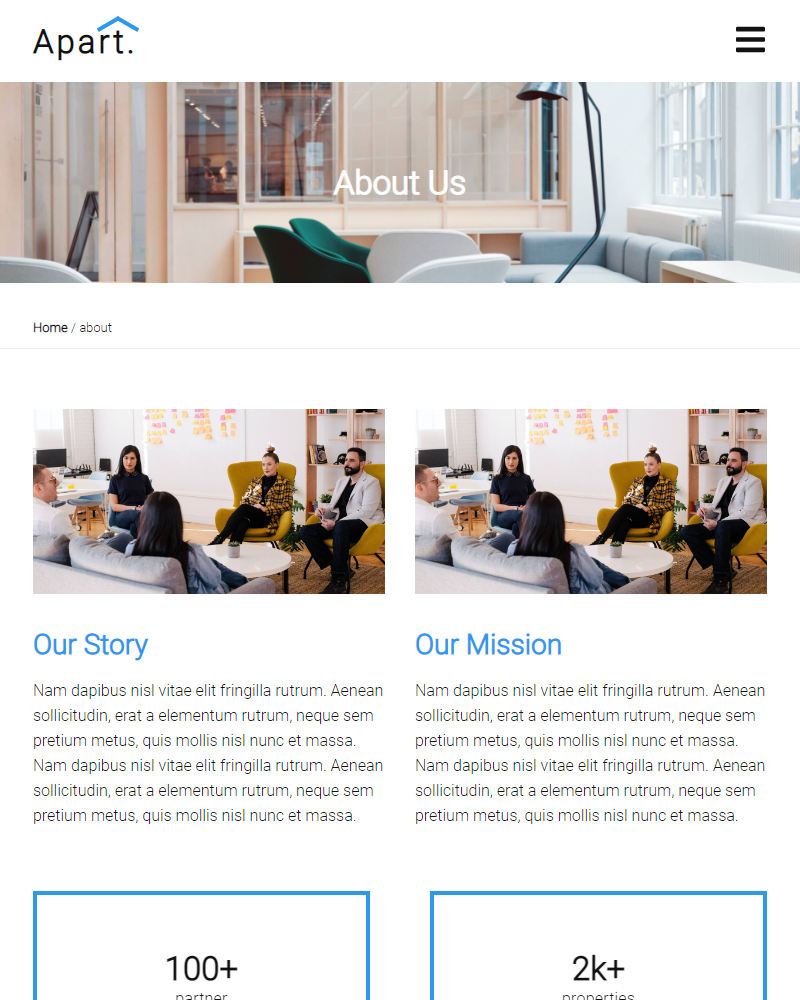 Apart.
About Us
Home / about
Our Story
Nam dapibus nisl vitae elit fringilla rutrum. Aenean
sollicitudin, erat a elementum rutrum, neque sem
pretium metus, quis mollis nisl nunc et massa.
Nam dapibus nisl vitae elit fringilla rutrum. Aenean
sollicitudin, erat a elementum rutrum, neque sem
pretium metus, quis mollis nisl nunc et massa.
Our Mission
Nam dapibus nisl vitae elit fringilla rutrum. Aenean
sollicitudin, erat a elementum rutrum, neque sem
pretium metus, quis mollis nisl nunc et massa.
Nam dapibus nisl vitae elit fringilla rutrum. Aenean
sollicitudin, erat a elementum rutrum, neque sem
pretium metus, quis mollis nisl nunc et massa.
100+
partner
2k+
properties